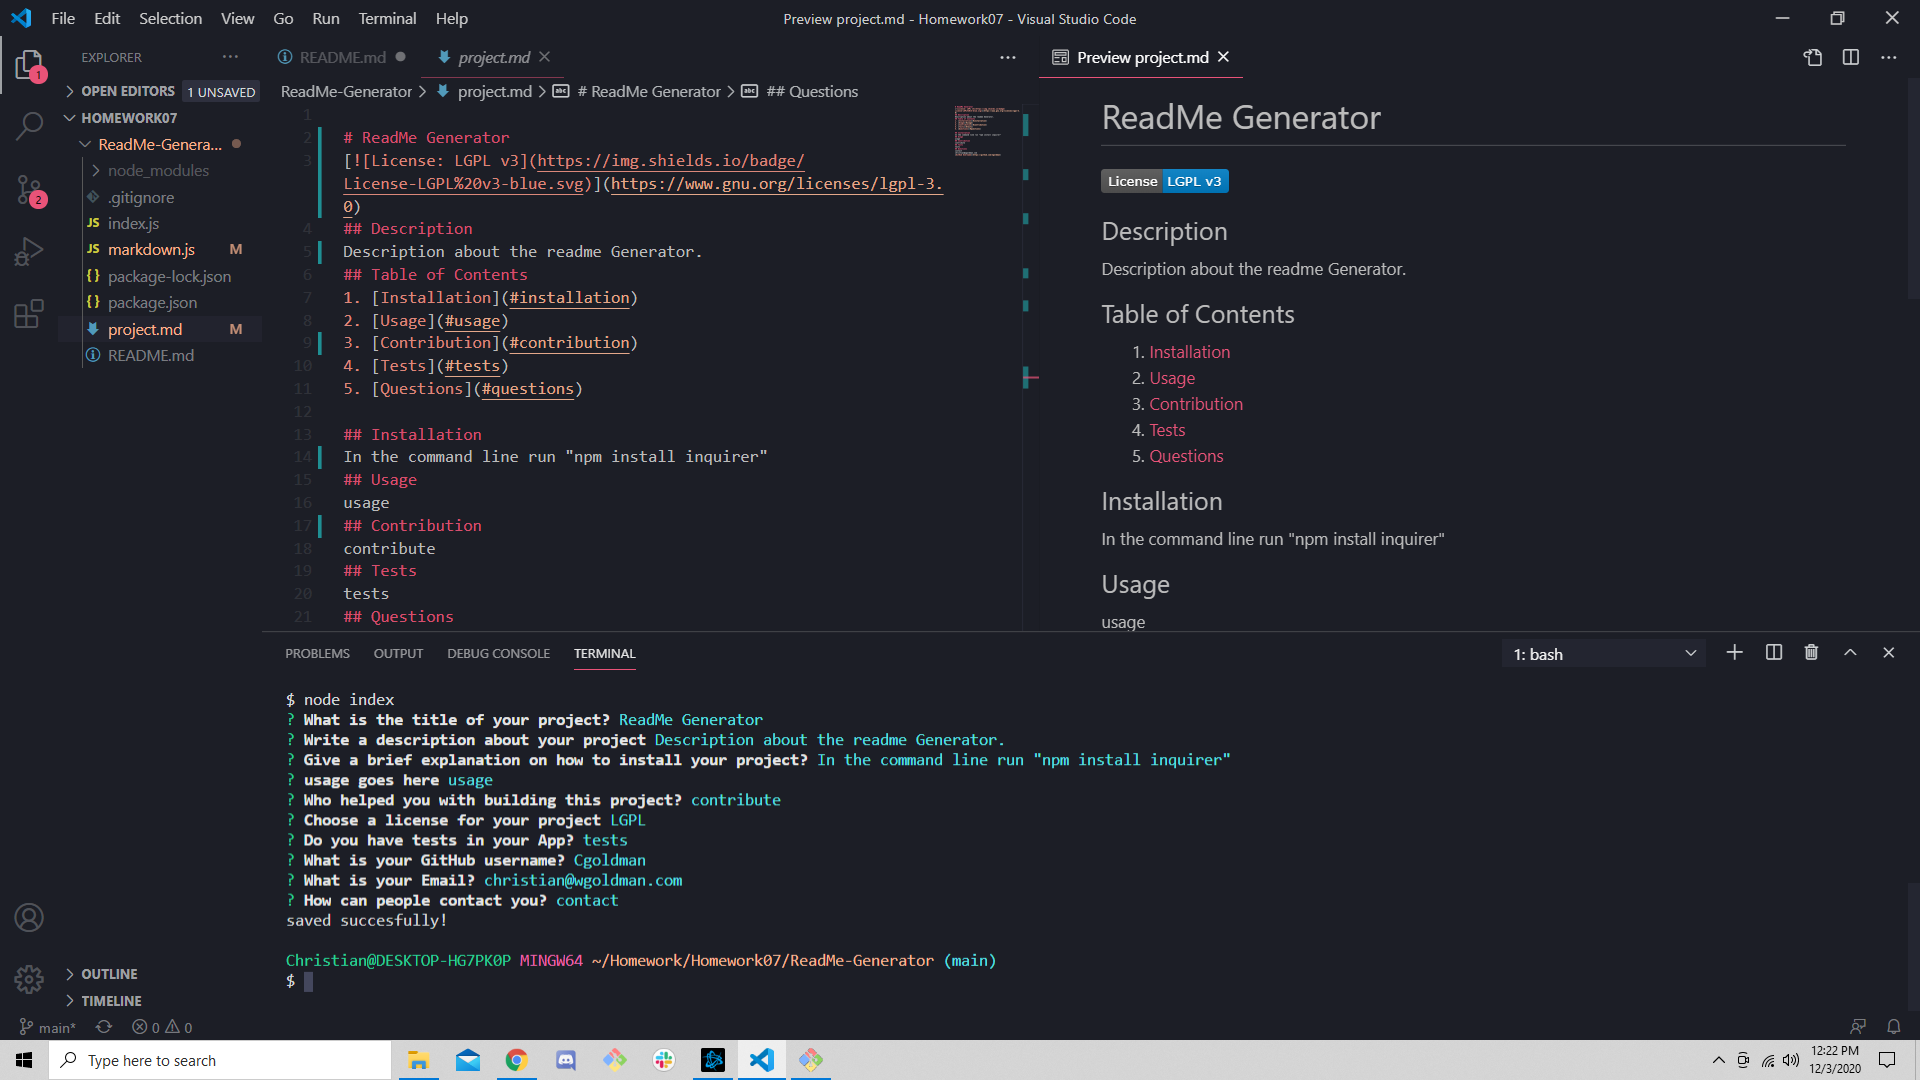 File Edit Selection View Go Run Terminal Help
Preview project.md - Homework07 - Visual Studio Code
EXPLORER
OPEN EDITORS 1 UNSAVED
HOMEWORK07
ReadMe-Genera...
node_modules
.gitignore
JS index.js
JS markdown.js M
{} package-lock.json
{} package.json
project.md M
README.md
OUTLINE
TIMELINE
1
2
README.md
project.md
ReadMe-Generator > project.md > # ReadMe Generator > ## Questions
1
2 # ReadMe Generator
3 [![License: LGPL v3](https://img.shields.io/badge/
License-LGPL%20v3-blue.svg)](https://www.gnu.org/licenses/lgpl-3.
0)
4 ## Description
5 Description about the readme Generator.
6 ## Table of Contents
7 1. [Installation](#installation)
8 2. [Usage](#usage)
9 3. [Contribution](#contribution)
10 4. [Tests](#tests)
11 5. [Questions](#questions)
12
13 ## Installation
14 In the command line run "npm install inquirer"
15 ## Usage
16 usage
17 ## Contribution
18 contribute
19 ## Tests
20 tests
21 ## Questions
Preview project.md
ReadMe Generator
License LGPL v3
Description
Description about the readme Generator.
Table of Contents
1. Installation
2. Usage
3. Contribution
4. Tests
5. Questions
Installation
In the command line run "npm install inquirer"
Usage
usage
PROBLEMS OUTPUT DEBUG CONSOLE TERMINAL
1: bash
$ node index
? What is the title of your project? ReadMe Generator
? Write a description about your project Description about the readme Generator.
? Give a brief explanation on how to install your project? In the command line run "npm install inquirer"
? usage goes here usage
? Who helped you with building this project? contribute
? Choose a license for your project LGPL
? Do you have tests in your App? tests
? What is your GitHub username? Cgoldman
? What is your Email? christian@wgoldman.com
? How can people contact you? contact
saved succesfully!
Christian@DESKTOP-HG7PK0P MINGW64 ~/Homework/Homework07/ReadMe-Generator (main)
$
main* 0 0
Type here to search
12:22 PM
12/3/2020